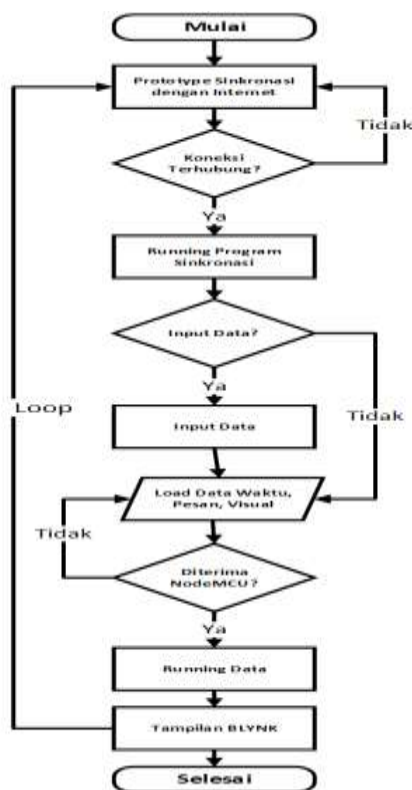 Mulai
Prototype Sinkronasi
dengan Internet
Tidak
Koneksi
Terhubung?
Ya
Running Program
Sinkronasi
Input Data?
Ya
Loop
Tidak
Input Data
Load Data Waktu,
Pesan, Visual
Tidak
Diterima
NodeMCU?
Ya
Running Data
Tampilan BLYNK
Selesai